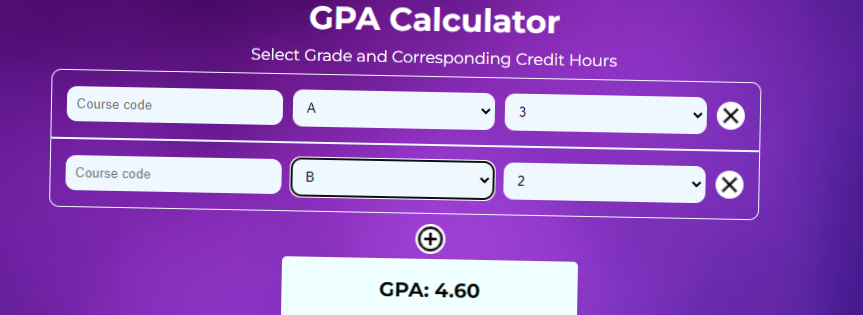 GPA Calculator
Select Grade and Corresponding Credit Hours
Course code A 3
Course code B 2
GPA: 4.60